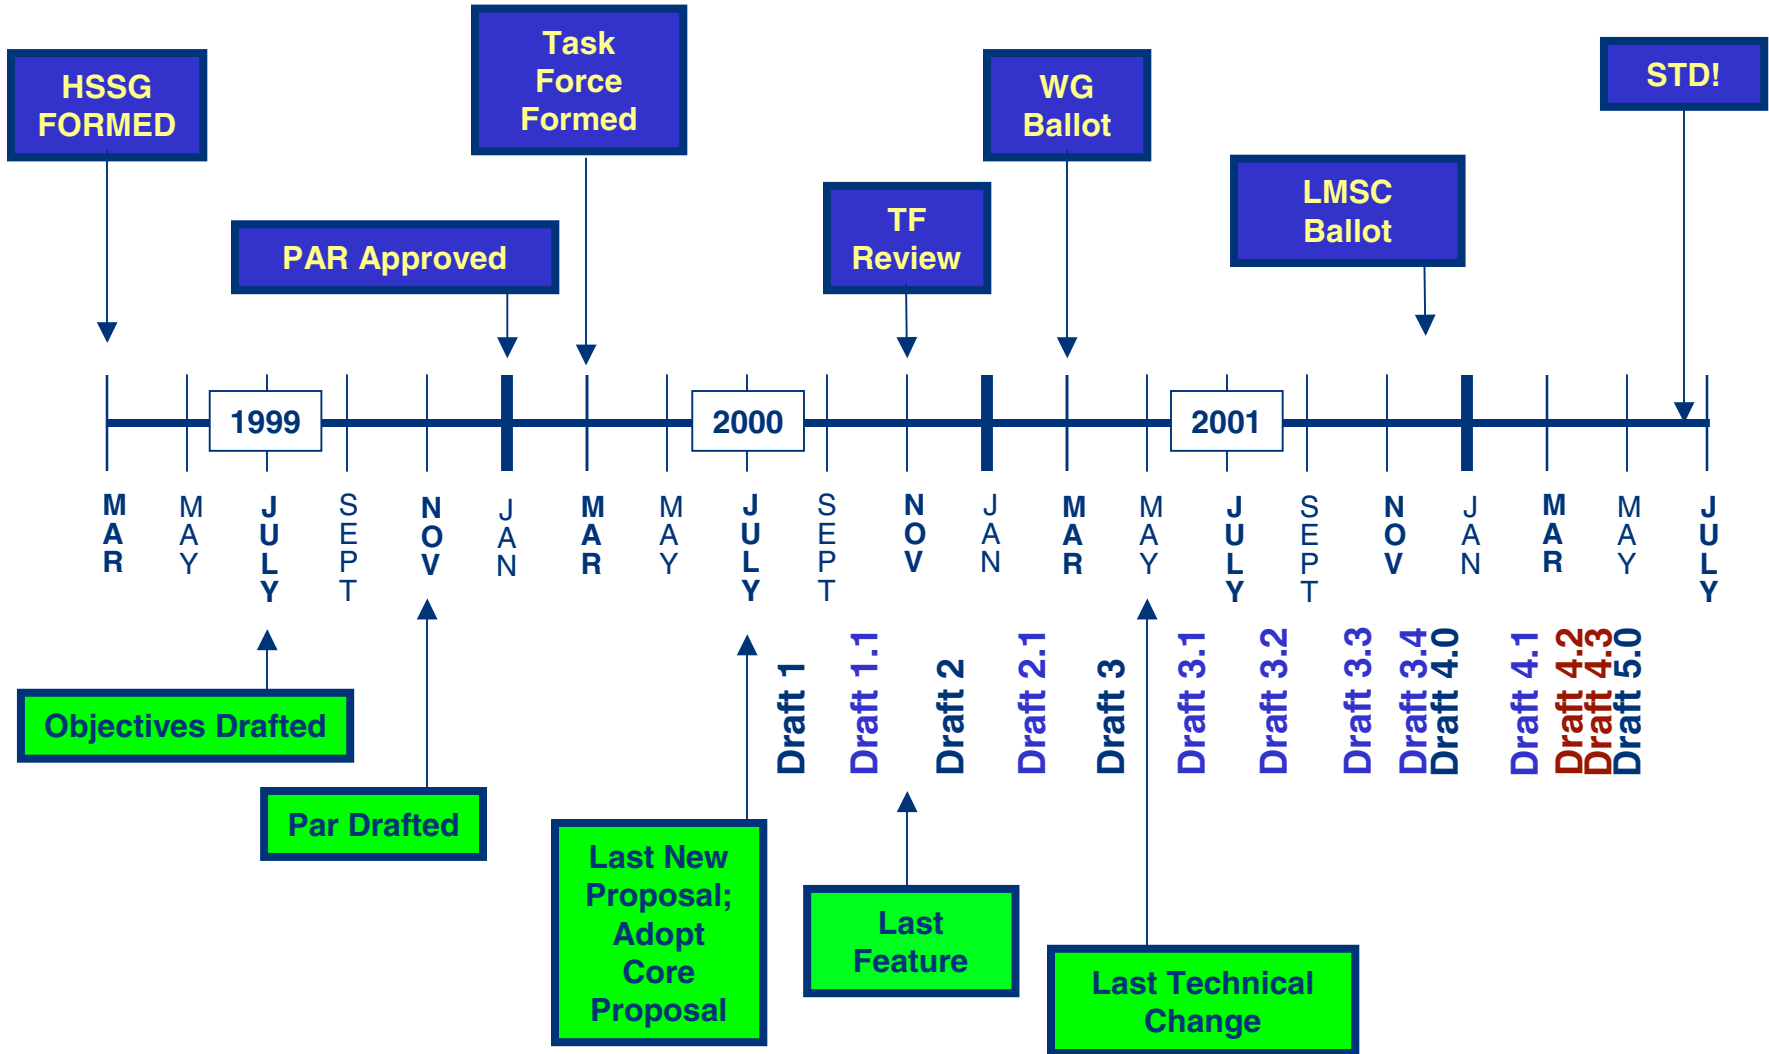 HSSG
FORMED
Task
Force
Formed
WG
Ballot
STD!
PAR Approved
TF
Review
LMSC
Ballot
1999
2000
2001
MAR
MAY
JULY
SEPT
NOV
JAN
MAR
MAY
JULY
SEPT
NOV
JAN
MAR
MAY
JULY
SEPT
NOV
JAN
MAR
MAY
JULY
Draft 1
Draft 11.1
Draft 2
Draft 2.1
Draft 3
Draft 3.1
Draft 3.2
Draft 3.3
Draft 3.4
Draft 4.0
Draft 4.1
Draft 4.2
Draft 4.3
Draft 5.0
Objectives Drafted
Par Drafted
Last New
Proposal;
Adopt
Core
Proposal
Last
Feature
Last Technical
Change